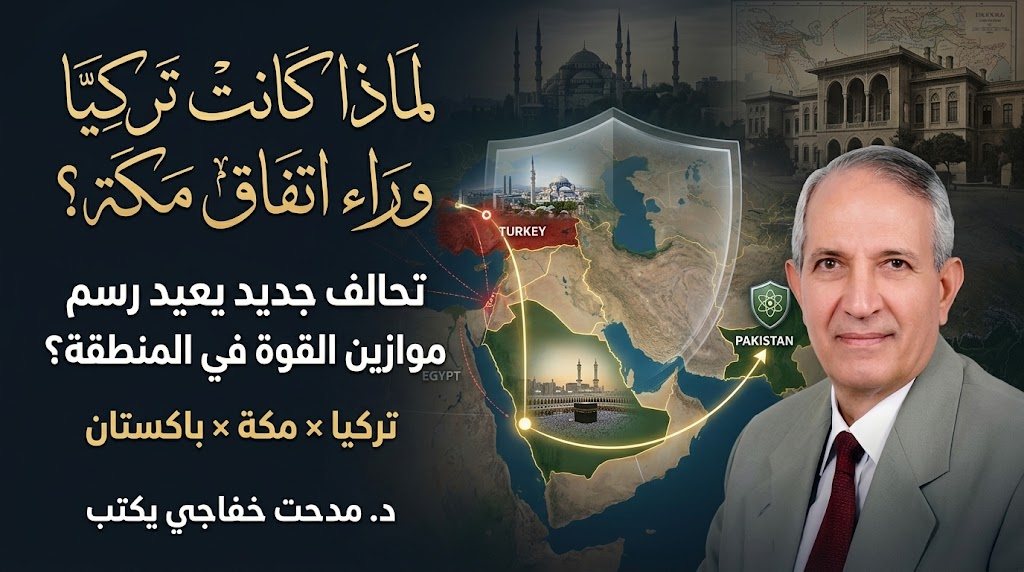 لماذا كانت تركيا
وراء اتفاق مكة؟
تحالف جديد يعيد رسم
موازين القوة في المنطقة؟
تركيا × مكة × باكستان
د. مدحت خفاجي يكتب
TURKEY
PAKISTAN
EGYPT